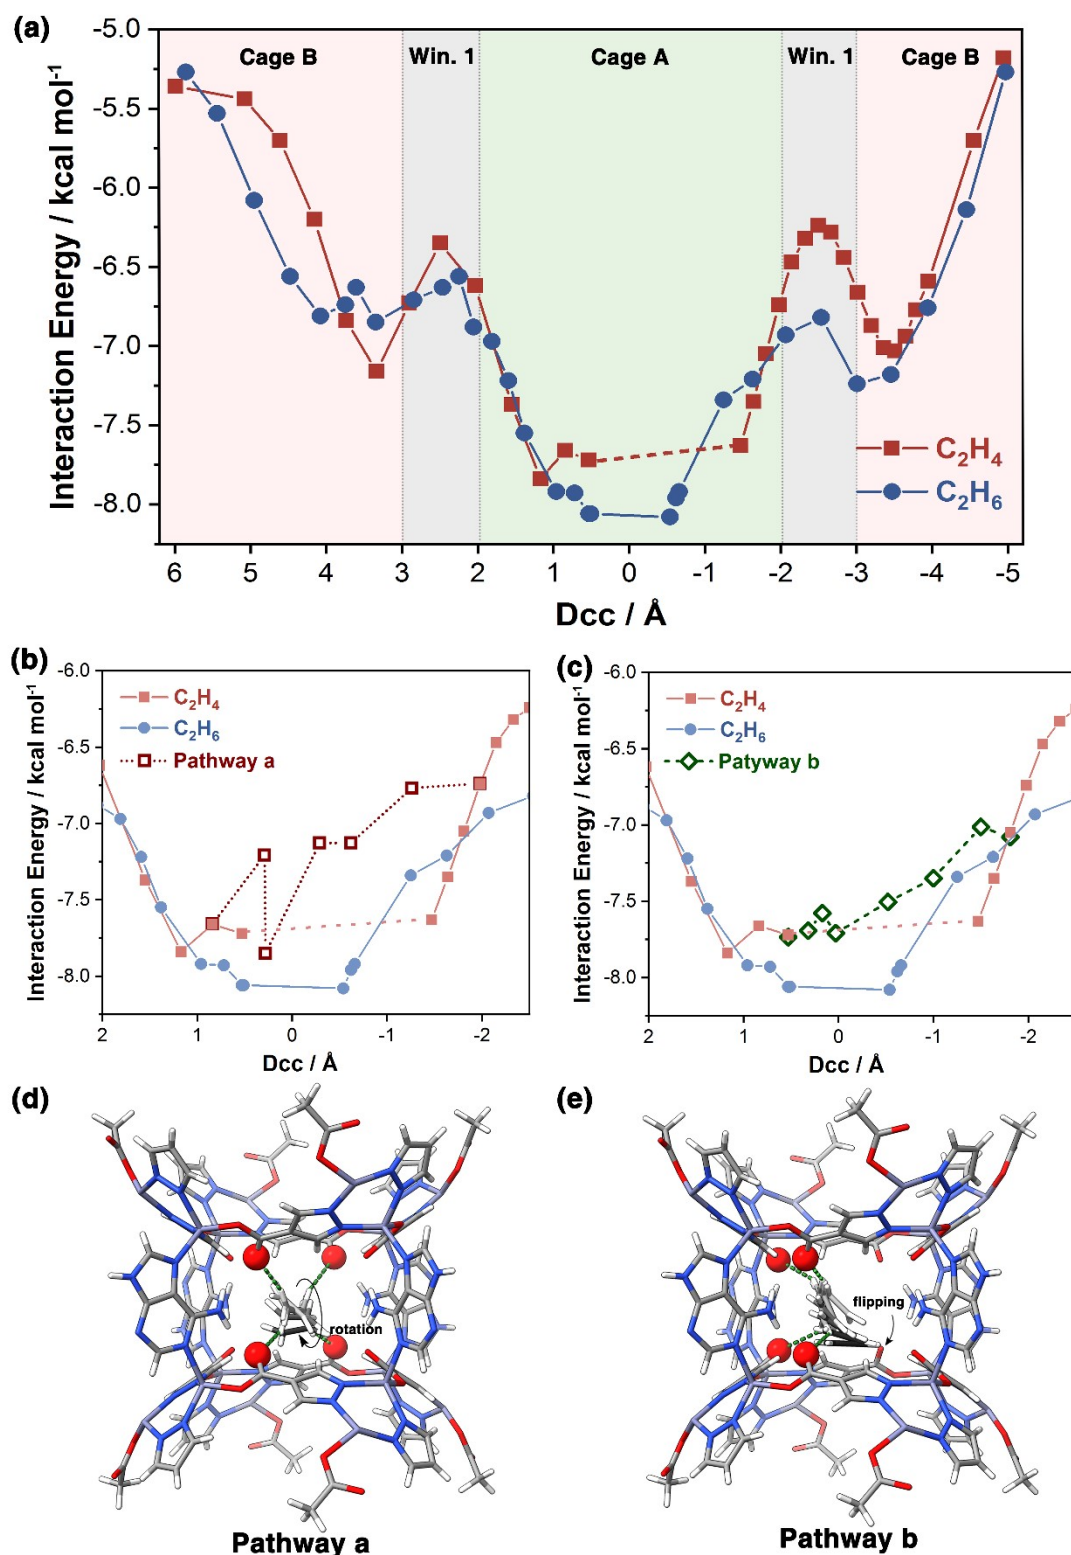 (a)
Interaction Energy / kcal mol⁻¹
-5.0
-5.5
-6.0
-6.5
-7.0
-7.5
-8.0
Cage B
Win. 1
Cage A
Win. 1
Cage B
C₂H₄
C₂H₆
6 5 4 3 2 1 0 -1 -2 -3 -4 -5
Dcc / Å
(b)
Interaction Energy / kcal mol⁻¹
-6.0
-6.5
-7.0
-7.5
-8.0
C₂H₄
C₂H₆
Pathway a
2 1 0 -1 -2
Dcc / Å
(c)
Interaction Energy / kcal mol⁻¹
-6.0
-6.5
-7.0
-7.5
-8.0
C₂H₄
C₂H₆
Patyway b
2 1 0 -1 -2
Dcc / Å
(d)
rotation
Pathway a
(e)
flipping
Pathway b